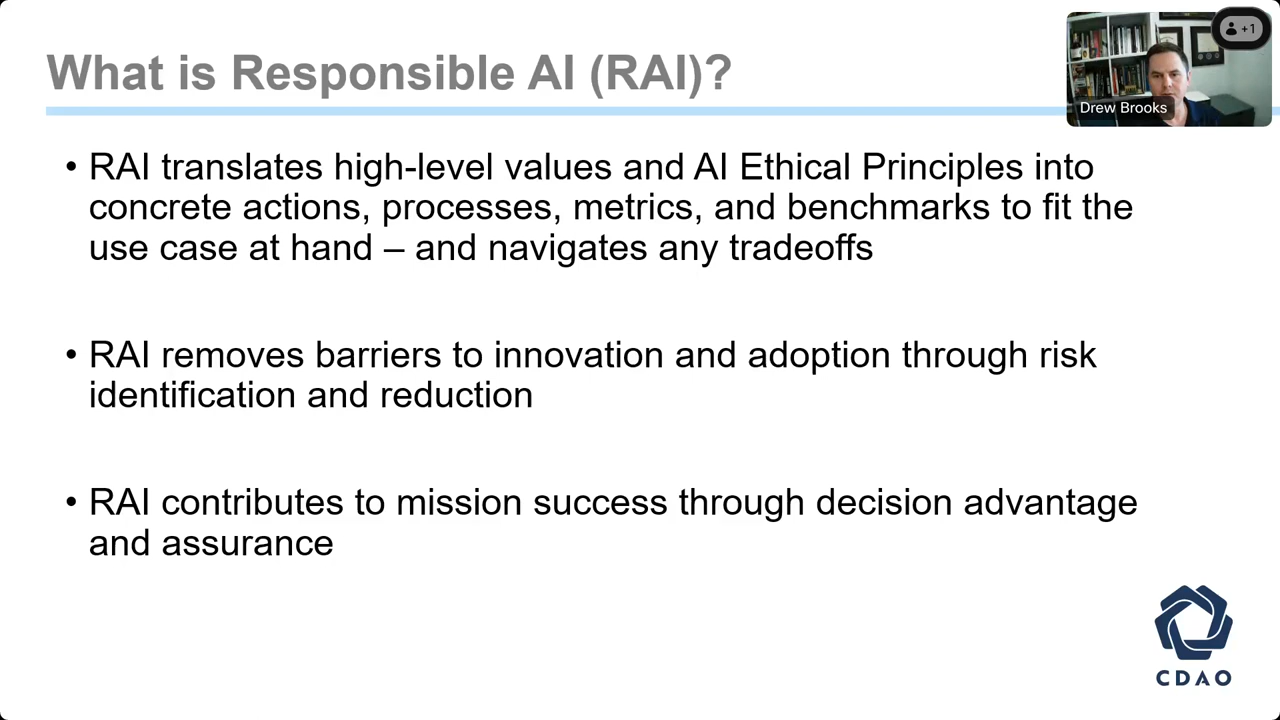 What is Responsible AI (RAI)?
+1
Drew Brooks
• RAI translates high-level values and AI Ethical Principles into
concrete actions, processes, metrics, and benchmarks to fit the
use case at hand – and navigates any tradeoffs
• RAI removes barriers to innovation and adoption through risk
identification and reduction
• RAI contributes to mission success through decision advantage
and assurance
CDAO